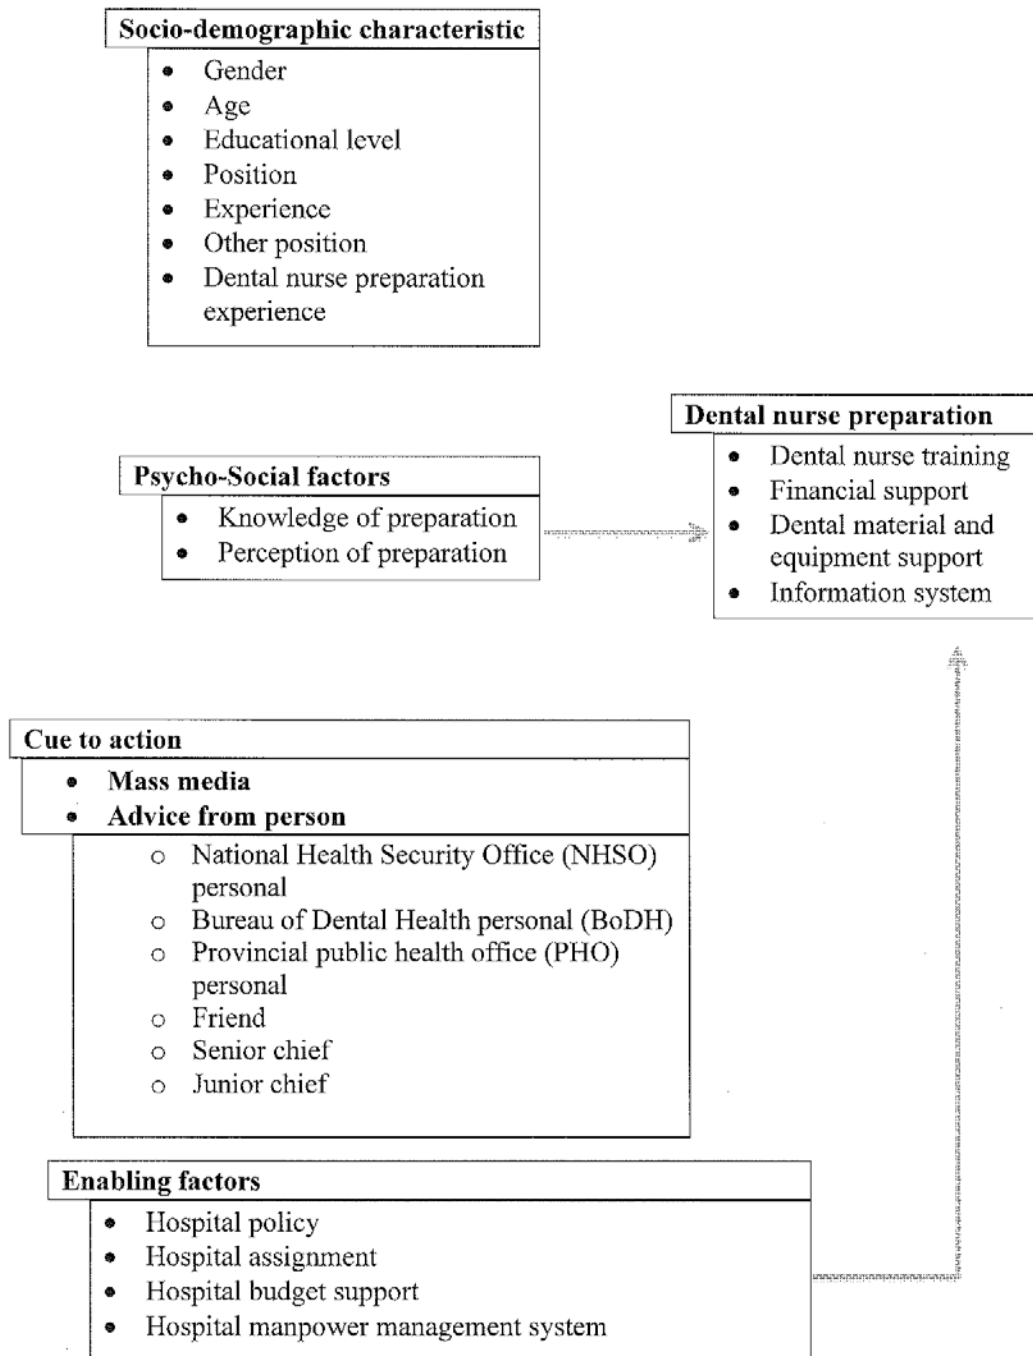 Socio-demographic characteristic
• Gender
• Age
• Educational level
• Position
• Experience
• Other position
• Dental nurse preparation
experience
Dental nurse preparation
• Dental nurse training
• Financial support
• Dental material and
equipment support
• Information system
Psycho-Social factors
• Knowledge of preparation
• Perception of preparation
Cue to action
• Mass media
• Advice from person
○ National Health Security Office (NHSO)
personal
○ Bureau of Dental Health personal (BoDH)
○ Provincial public health office (PHO)
personal
○ Friend
○ Senior chief
○ Junior chief
Enabling factors
• Hospital policy
• Hospital assignment
• Hospital budget support
• Hospital manpower management system